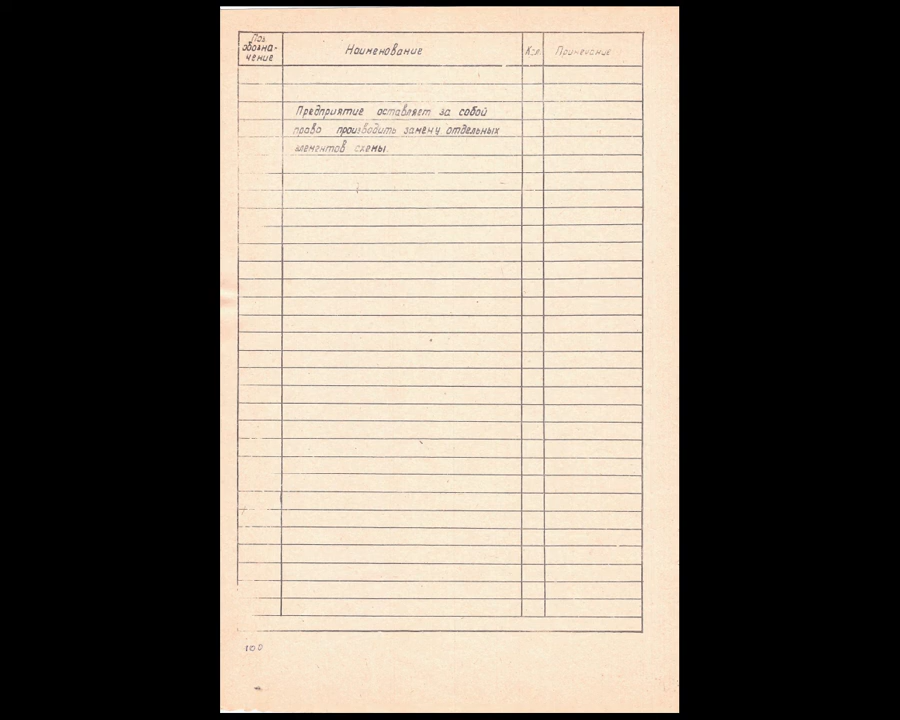 Поз.
обозна-
чение
Наименование
Кол
Примечание
Предприятие оставляет за собой
право производить замену отдельных
элементов схемы.
100